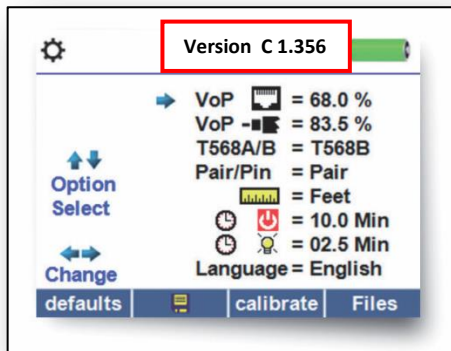 Version C 1.356
VoP = 68.0 %
VoP = 83.5 %
T568A/B = T568B
Pair/Pin = Pair
= Feet
= 10.0 Min
= 02.5 Min
Language = English
Option
Select
Change
defaults calibrate Files